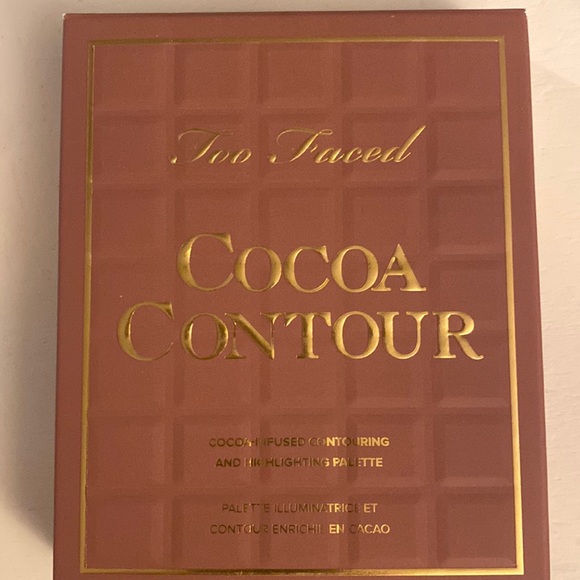 Too Faced
COCOA
CONTOUR
COCOA-INFUSED CONTOURING
AND HIGHLIGHTING PALETTE
PALETTE ILLUMINATRICE ET
CONTOUR ENRICHIE EN CACAO